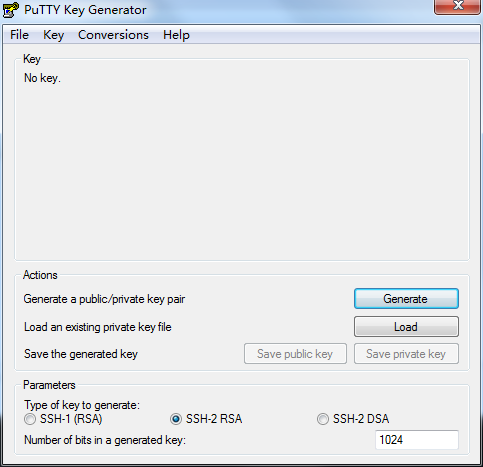 PuTTY Key Generator
File Key Conversions Help
Key
No key.
Actions
Generate a public/private key pair Generate
Load an existing private key file Load
Save the generated key Save public key Save private key
Parameters
Type of key to generate:
SSH-1 (RSA) SSH-2 RSA SSH-2 DSA
Number of bits in a generated key: 1024